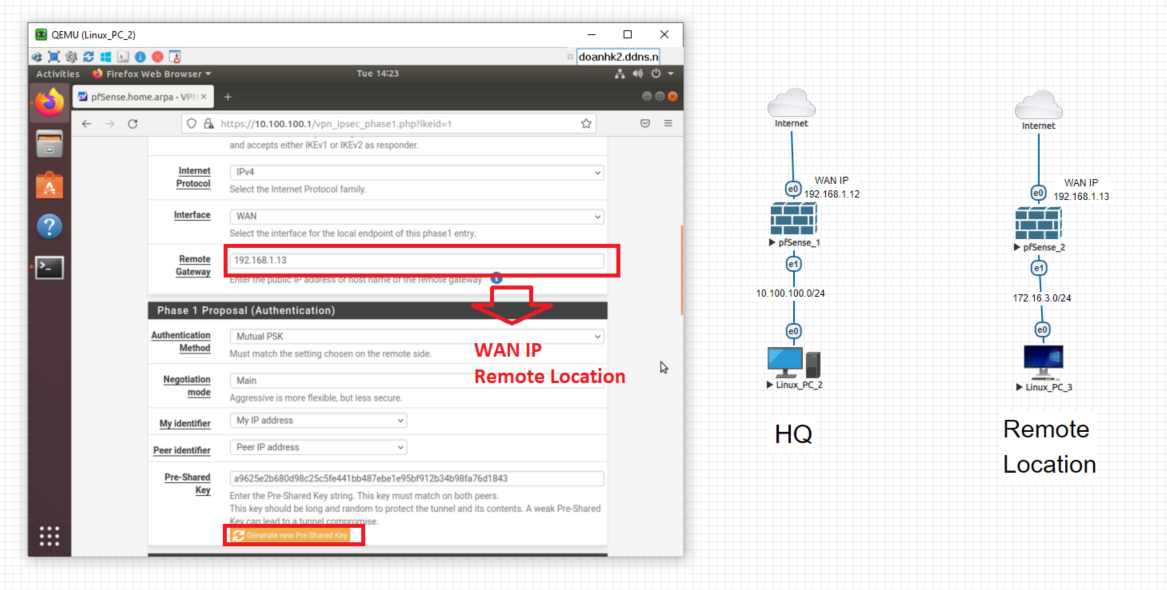 QEMU (Linux_PC_2)
doanhk2.ddns.n
Activities
Firefox Web Browser
Tue 14:23
pfSense.home.arpa - VPN
https://10.100.100.1/vpn_ipsec_phase1.php?ikeid=1
and accepts either IKEv1 or IKEv2 as responder.
Internet Protocol
IPv4
Select the Internet Protocol family.
Interface
WAN
Select the interface for the local endpoint of this phase1 entry.
Remote Gateway
192.168.1.13
Enter the public IP address or host name of the remote gateway.
Phase 1 Proposal (Authentication)
Authentication Method
Mutual PSK
Must match the setting chosen on the remote side.
WAN IP
Remote Location
Negotiation mode
Main
Aggressive is more flexible, but less secure.
My identifier
My IP address
Peer identifier
Peer IP address
Pre-Shared Key
a9625e2b680d98c25c5fe441bb487ebe1e95bf912b34b98fa76d1843
Enter the Pre-Shared Key string. This key must match on both peers.
This key should be long and random to protect the tunnel and its contents. A weak Pre-Shared
Key can lead to a tunnel compromise.
Generate new Pre-Shared Key
Internet
e0
WAN IP
192.168.1.12
pfSense_1
e1
10.100.100.0/24
e0
Linux_PC_2
HQ
Internet
e0
WAN IP
192.168.1.13
pfSense_2
e1
172.16.3.0/24
e0
Linux_PC_3
Remote
Location